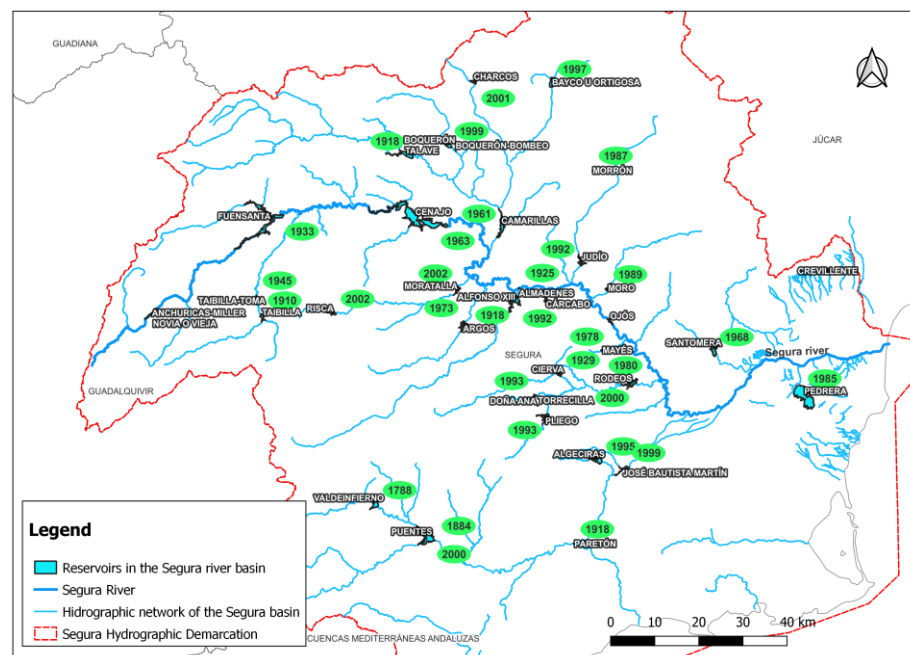 GUADIANA
1997
CHARCOS
BAYCO U ORTIGOSA
2001
1999
1918
BOQUERÓN
TALAVE
BOQUERÓN-BOMBEO
JÚCAR
1987
MORRÓN
FUENSANTA
CENAJO
1961
CAMARILLAS
1933
1963
1992
JUDÍO
CREVILLENTE
1945
2002
1925
1989
MORATALLA
MORO
TAIBILLA-TOMA
1910
2002
ALFONSO XIII
ALMADENES
CARCABO
ANCHURICAS-MILLER
NOVIA O VIEJA
TAIBILLA
RISCA
1973
1918
1992
OJÓS
ARGOS
1978
SANTOMERA
1968
Segura river
SEGURA
MAYÉS
1929
1980
CIERVA
RODEOS
1985
PEDRERA
GUADALQUIVIR
1993
DOÑA ANA
TORRECILLA
2000
PLIEGO
1993
1995
1999
ALGECIRAS
JOSÉ BAUTISTA MARTÍN
1788
VALDEINFIERNO
1884
PUENTES
2000
1918
PARETÓN
Legend
Reservoirs in the Segura river basin
Segura River
Hidrographic network of the Segura basin
Segura Hydrographic Demarcation
CUENCAS MEDITERRÁNEAS ANDALUZAS
0 10 20 30 40 km